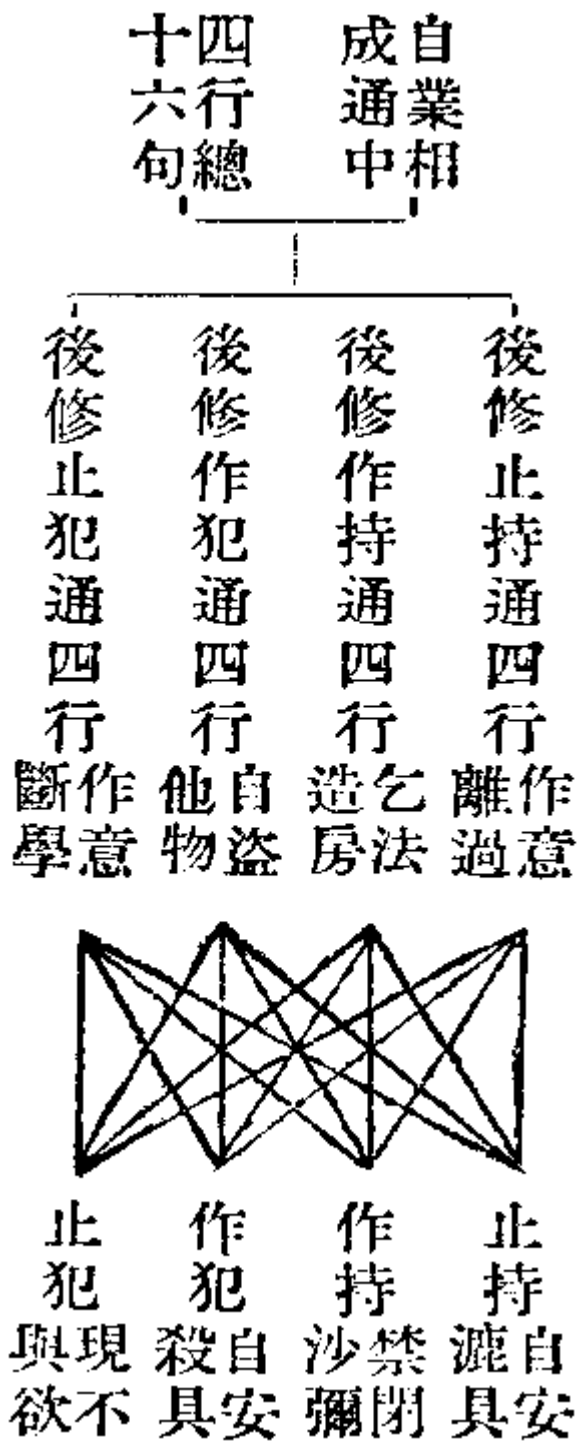 自業相
成通中
四行總
十六句
後修止持通四行
作意
離過
後修作持通四行
乞法
造房
後修作犯通四行
自盜
他物
後修止犯通四行
作意
斷學
止持
自安
漉具
作持
禁閉
沙彌
作犯
自安
殺具
止犯
現不
與欲